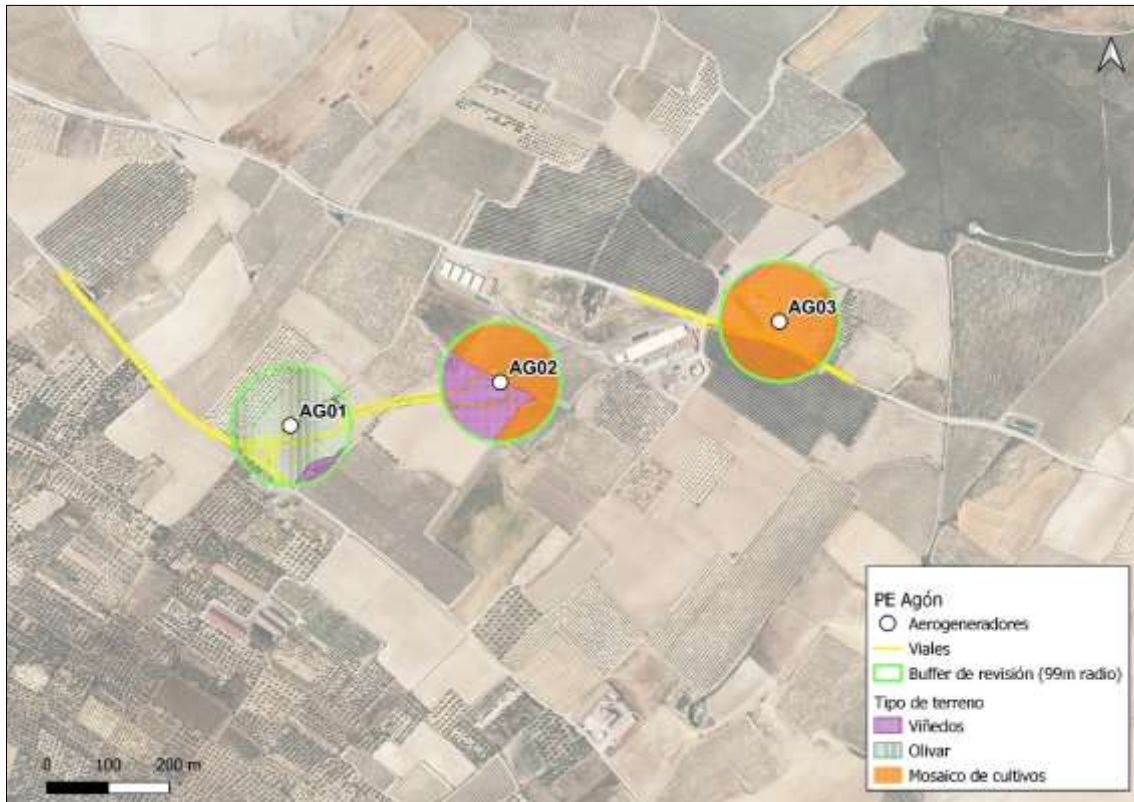 AG03
AG02
AG01
PE Agón
Aerogeneradores
Viales
Buffer de revisión (99m radio)
Tipo de terreno
Viñedos
Olivar
Mosaico de cultivos
0 100 200 m